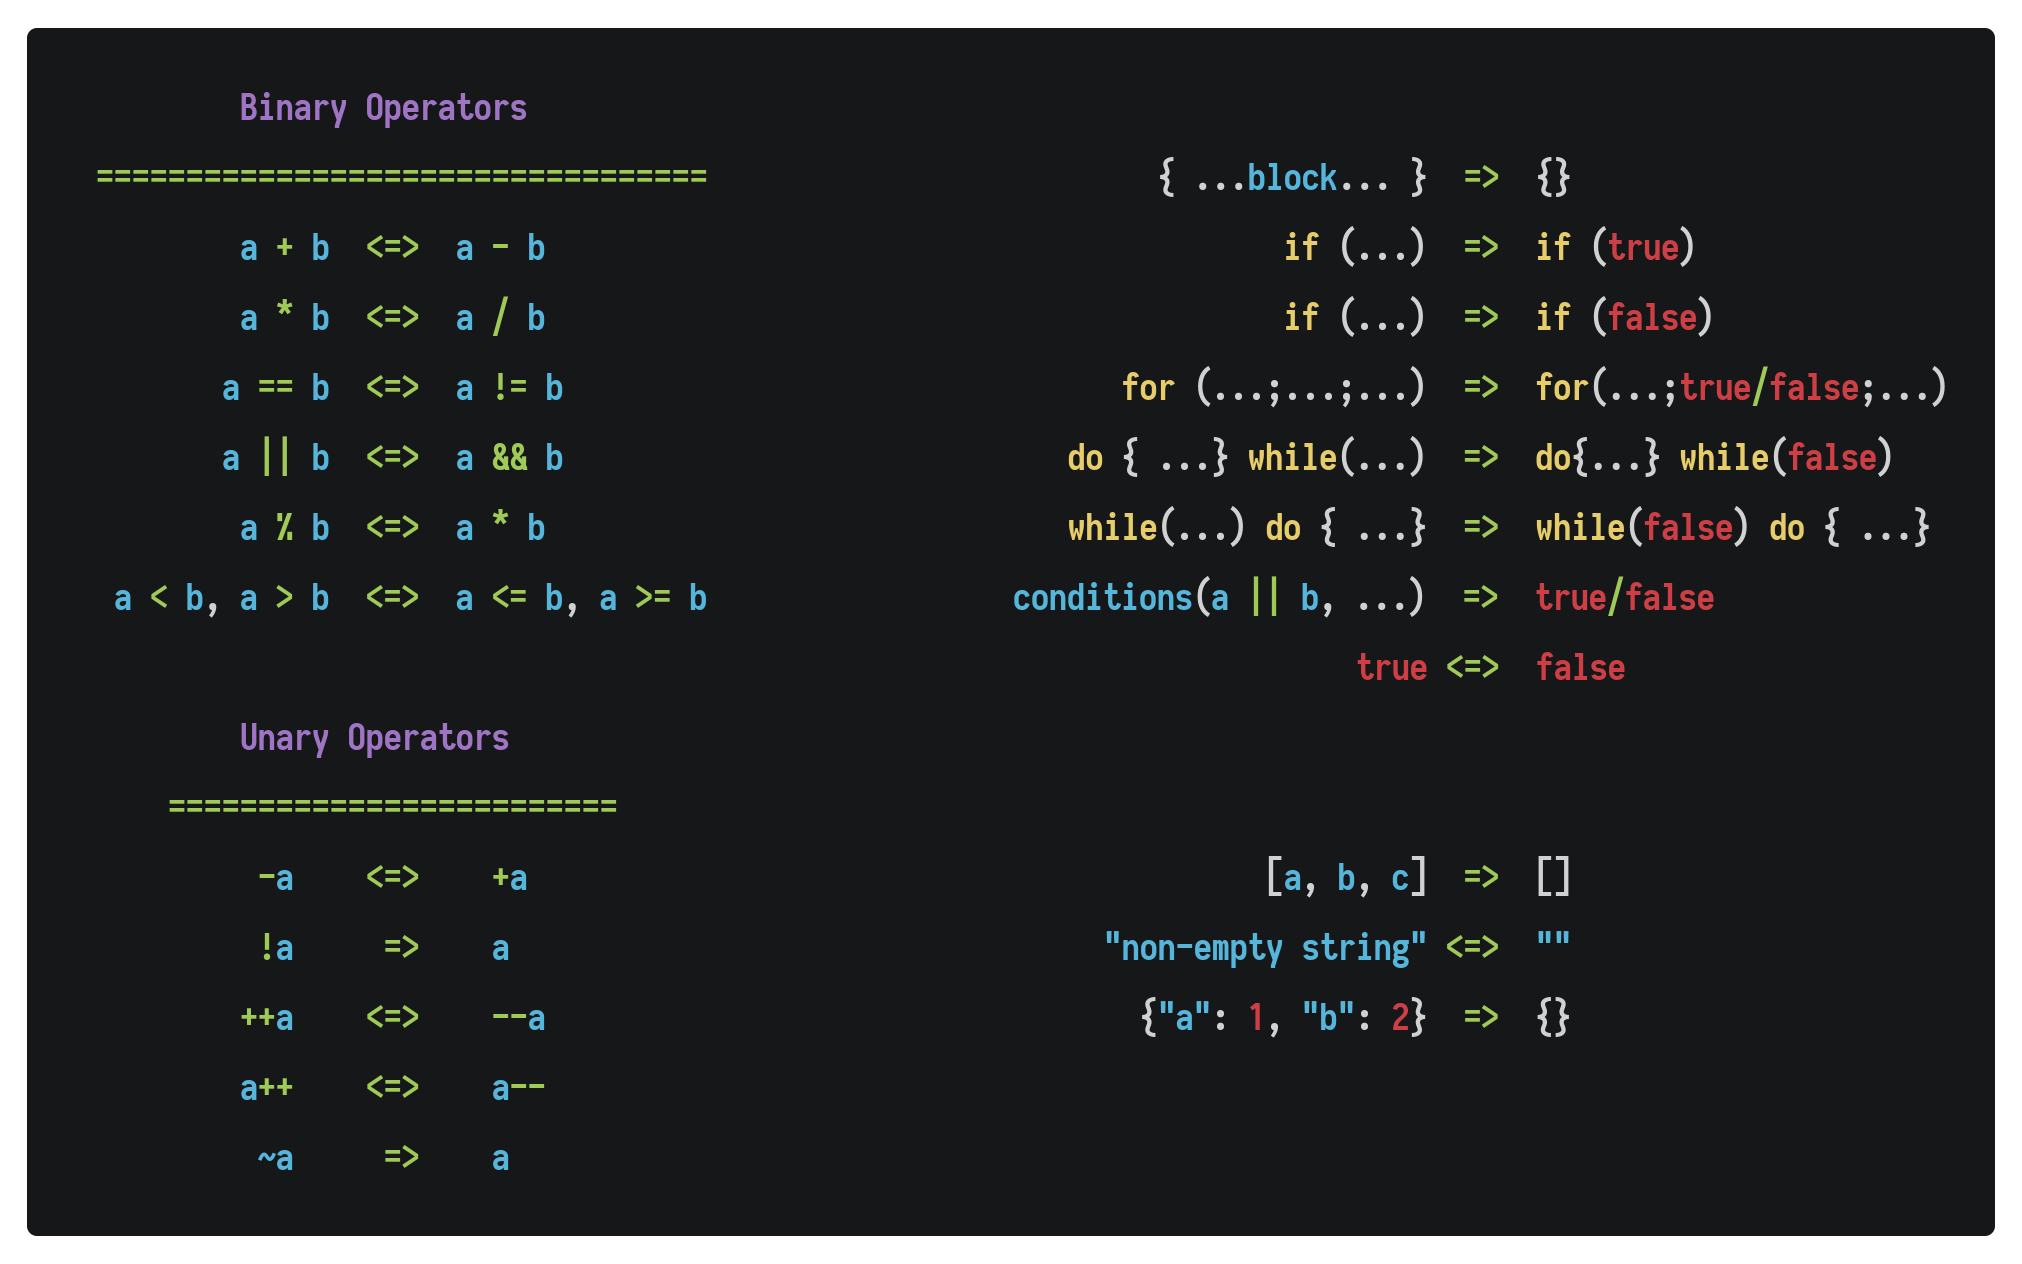 Binary Operators
==================================
a + b <=> a - b
a * b <=> a / b
a == b <=> a != b
a || b <=> a && b
a % b <=> a * b
a < b, a > b <=> a <= b, a >= b
Unary Operators
=========================
-a <=> +a
!a => a
++a <=> --a
a++ <=> a--
~a => a
{ ...block... } => {}
if (...) => if (true)
if (...) => if (false)
for (...;...;...) => for(...;true/false;...)
do { ...} while(...) => do{...} while(false)
while(...) do { ...} => while(false) do { ...}
conditions(a || b, ...) => true/false
true <=> false
[a, b, c] => []
"non-empty string" <=> ""
{"a": 1, "b": 2} => {}